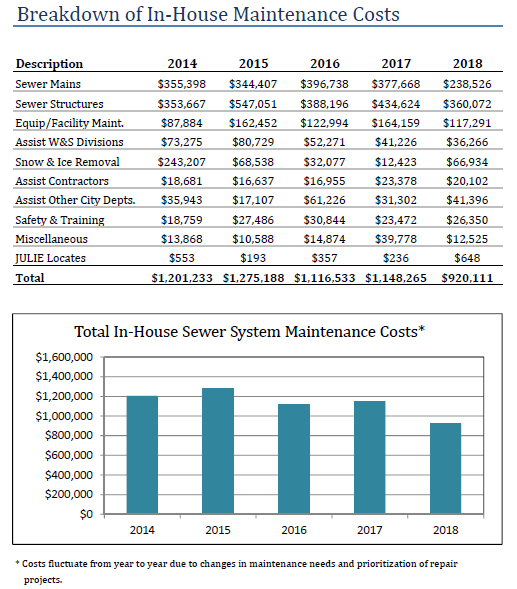 Breakdown of In-House Maintenance Costs
Description 2014 2015 2016 2017 2018
Sewer Mains $355,398 $344,407 $396,738 $377,668 $238,526
Sewer Structures $353,667 $547,051 $388,196 $434,624 $360,072
Equip/Facility Maint. $87,884 $162,452 $122,994 $164,159 $117,291
Assist W&S Divisions $73,275 $80,729 $52,271 $41,226 $36,266
Snow & Ice Removal $243,207 $68,538 $32,077 $12,423 $66,934
Assist Contractors $18,681 $16,637 $16,955 $23,378 $20,102
Assist Other City Depts. $35,943 $17,107 $61,226 $31,302 $41,396
Safety & Training $18,759 $27,486 $30,844 $23,472 $26,350
Miscellaneous $13,868 $10,588 $14,874 $39,778 $12,525
JULIE Locates $553 $193 $357 $236 $648
Total $1,201,233 $1,275,188 $1,116,533 $1,148,265 $920,111
Total In-House Sewer System Maintenance Costs*
$1,600,000
$1,400,000
$1,200,000
$1,000,000
$800,000
$600,000
$400,000
$200,000
$0
2014 2015 2016 2017 2018
* Costs fluctuate from year to year due to changes in maintenance needs and prioritization of repair
projects.